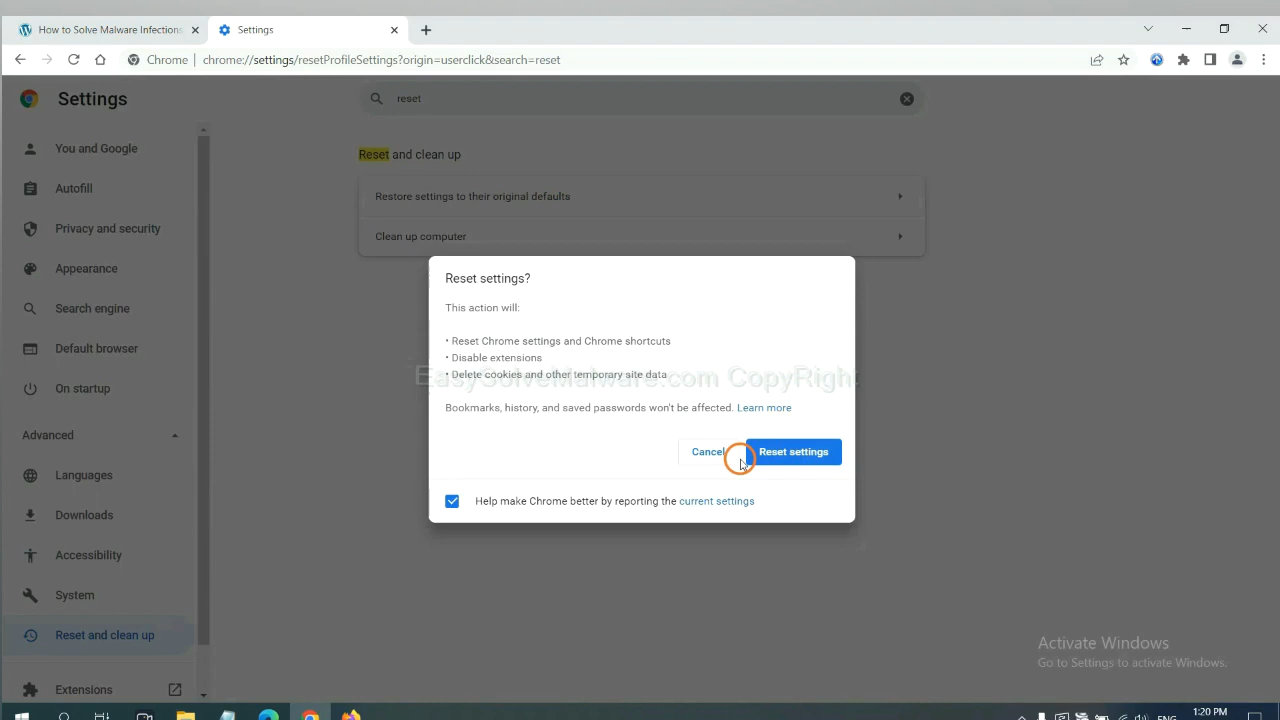 How to Solve Malware Infections
Settings
Chrome | chrome://settings/resetProfileSettings?origin=userclick&search=reset
Settings
reset
You and Google
Autofill
Privacy and security
Appearance
Search engine
Default browser
On startup
Advanced
Languages
Downloads
Accessibility
System
Reset and clean up
Extensions
Reset and clean up
Restore settings to their original defaults
Clean up computer
Reset settings?
This action will:
• Reset Chrome settings and Chrome shortcuts
• Disable extensions
• Delete cookies and other temporary site data
EasySolveMalware.com CopyRight
Bookmarks, history, and saved passwords won't be affected. Learn more
Cancel
Reset settings
Help make Chrome better by reporting the current settings
Activate Windows
Go to Settings to activate Windows.
ENG
1:20 PM